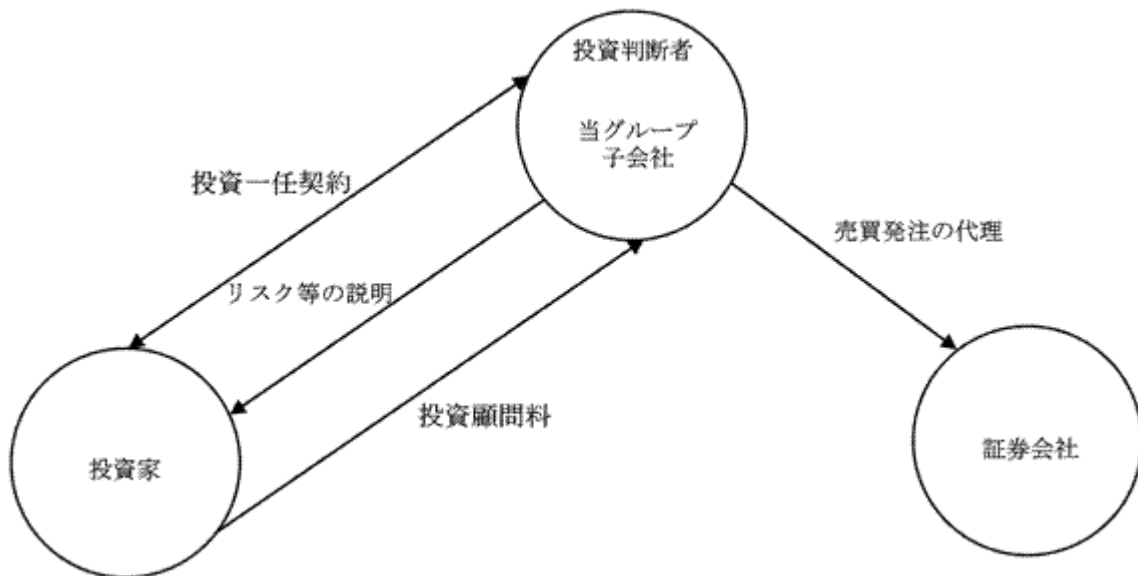 投資判断者
当グループ
子会社
投資一任契約
売買発注の代理
リスク等の説明
投資顧問料
投資家
証券会社